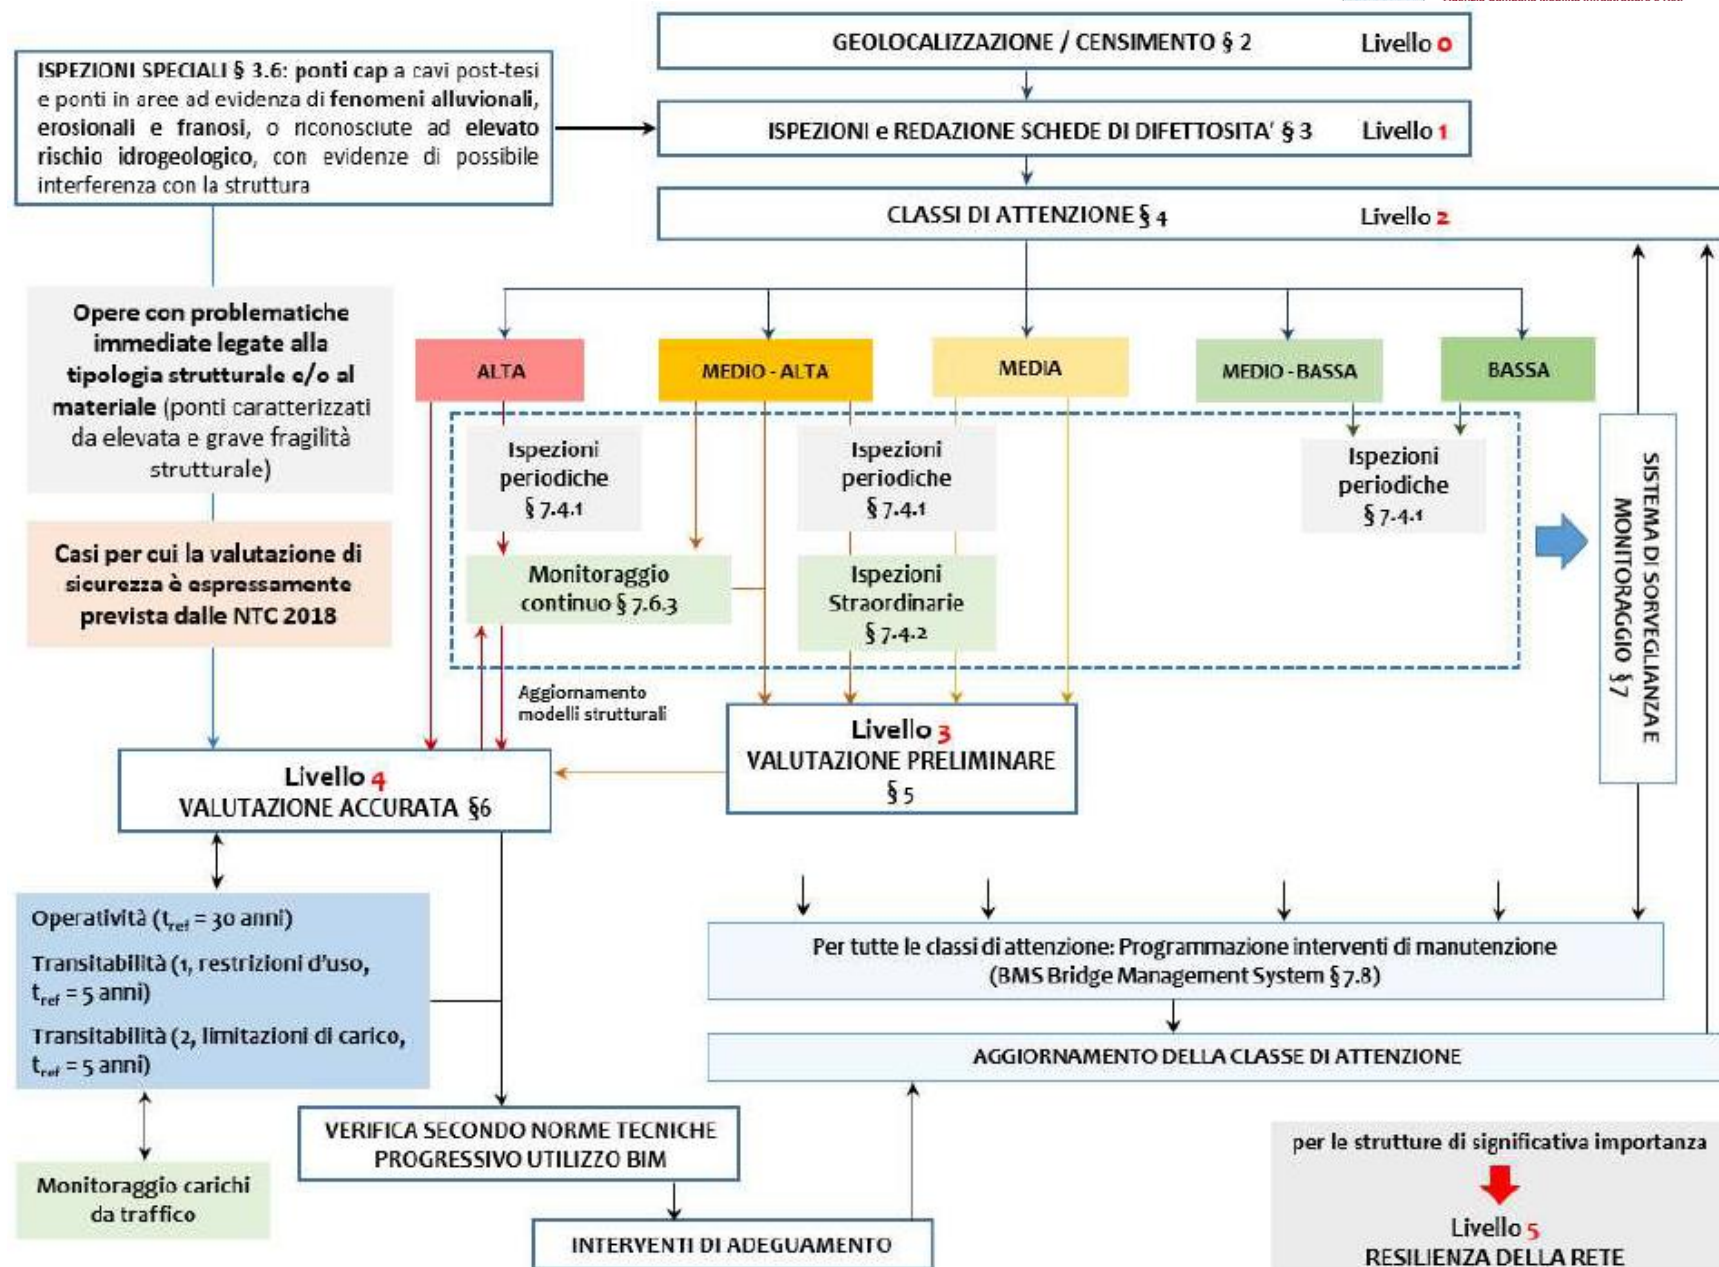 GEOLOCALIZZAZIONE / CENSIMENTO § 2 Livello 0
ISPEZIONI SPECIALI § 3.6: ponti cap a cavi post-tesi
e ponti in aree ad evidenza di fenomeni alluvionali,
erosionali e franosi, o riconosciute ad elevato
rischio idrogeologico, con evidenze di possibile
interferenza con la struttura
ISPEZIONI e REDAZIONE SCHEDE DI DIFETTOSITA' § 3 Livello 1
CLASSI DI ATTENZIONE § 4 Livello 2
Opere con problematiche
immediate legate alla
tipologia strutturale e/o al
materiale (ponti caratterizzati
da elevata e grave fragilità
strutturale)
ALTA
MEDIO - ALTA
MEDIA
MEDIO - BASSA
BASSA
Ispezioni
periodiche
§ 7.4.1
Ispezioni
periodiche
§ 7.4.1
Ispezioni
periodiche
§ 7.4.1
SISTEMA DI SORVEGLIANZA E
MONITORAGGIO §7
Casi per cui la valutazione di
sicurezza è espressamente
prevista dalle NTC 2018
Monitoraggio
continuo § 7.6.3
Ispezioni
Straordinarie
§ 7.4.2
Aggiornamento
modelli strutturali
Livello 3
VALUTAZIONE PRELIMINARE
§ 5
Livello 4
VALUTAZIONE ACCURATA §6
Operatività (tref = 30 anni)
Transitabilità (1, restrizioni d'uso,
tref = 5 anni)
Transitabilità (2, limitazioni di carico,
tref = 5 anni)
Per tutte le classi di attenzione: Programmazione interventi di manutenzione
(BMS Bridge Management System § 7.8)
AGGIORNAMENTO DELLA CLASSE DI ATTENZIONE
VERIFICA SECONDO NORME TECNICHE
PROGRESSIVO UTILIZZO BIM
Monitoraggio carichi
da traffico
INTERVENTI DI ADEGUAMENTO
per le strutture di significativa importanza
Livello 5
RESILIENZA DELLA RETE